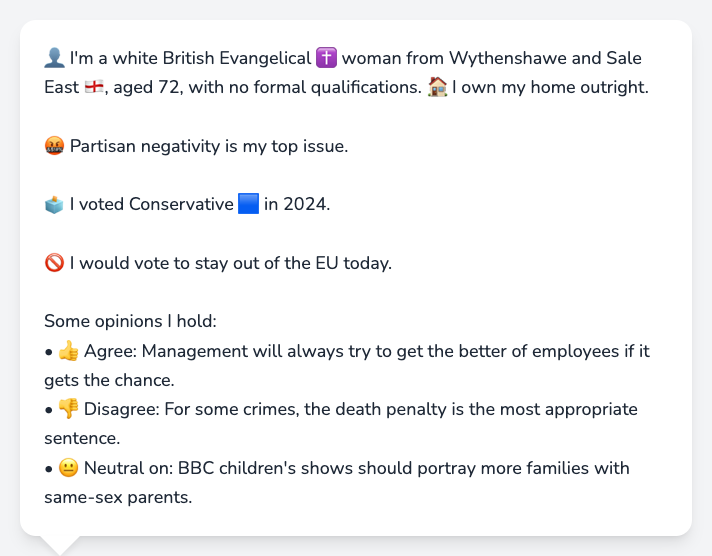 👤 I'm a white British Evangelical ✝️ woman from Wythenshawe and Sale
East 🏴󠁧󠁢󠁥󠁮󠁧󠁿, aged 72, with no formal qualifications. 🏠 I own my home outright.
🤬 Partisan negativity is my top issue.
🗳️ I voted Conservative 🟦 in 2024.
🚫 I would vote to stay out of the EU today.
Some opinions I hold:
• 👍 Agree: Management will always try to get the better of employees if it
gets the chance.
• 👎 Disagree: For some crimes, the death penalty is the most appropriate
sentence.
• 😐 Neutral on: BBC children's shows should portray more families with
same-sex parents.